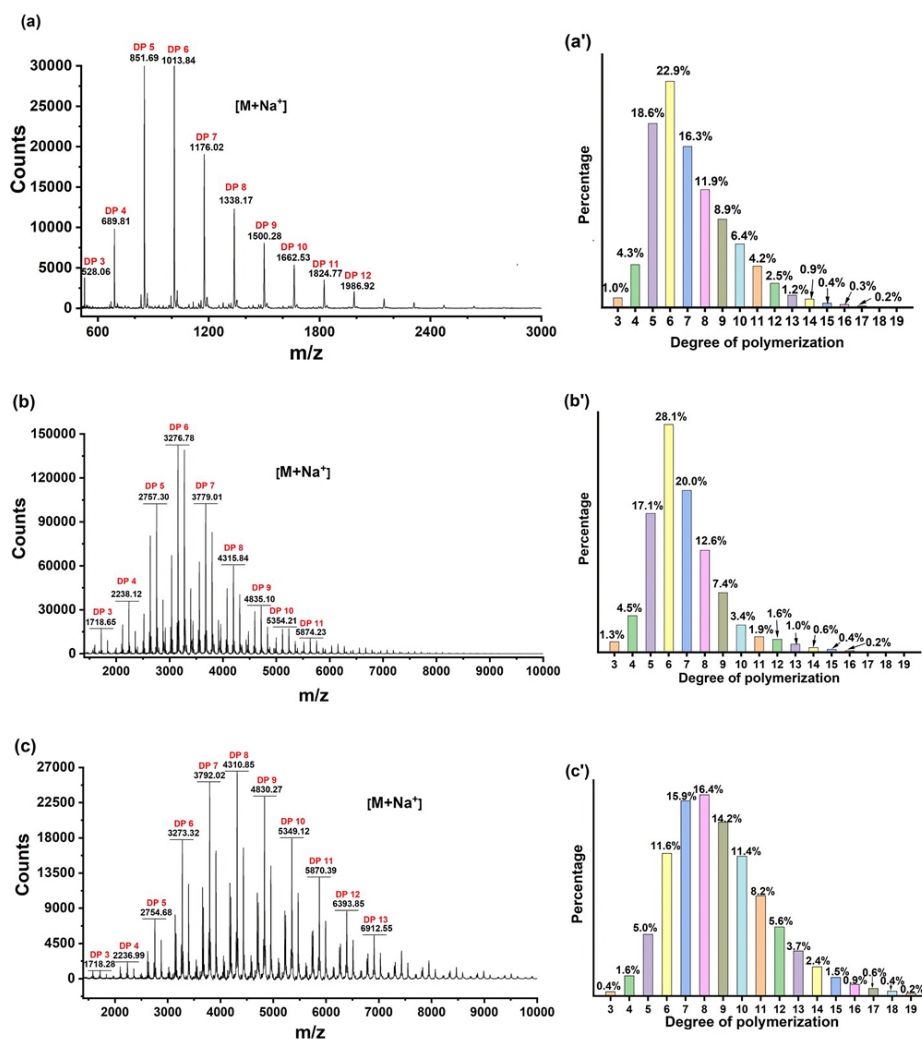 (a)
DP 5
851.69
DP 6
1013.84
[M+Na⁺]
DP 7
1176.02
DP 4
689.81
DP 8
1338.17
DP 9
1500.28
DP 3
528.06
DP 10
1662.53
DP 11
1824.77
DP 12
1986.92
30000
25000
20000
15000
10000
5000
0
Counts
600 1200 1800 2400 3000
m/z
(a')
1.0% 4.3% 18.6% 22.9% 16.3% 11.9% 8.9% 6.4% 4.2% 2.5% 1.2% 0.9% 0.4% 0.3% 0.2%
Percentage
3 4 5 6 7 8 9 10 11 12 13 14 15 16 17 18 19
Degree of polymerization
(b)
DP 6
3276.78
[M+Na⁺]
DP 5
2757.30
DP 7
3779.01
DP 8
4315.84
DP 4
2238.12
DP 9
4835.10
DP 3
1718.65
DP 10
5354.21
DP 11
5874.23
150000
120000
90000
60000
30000
0
Counts
2000 3000 4000 5000 6000 7000 8000 9000 10000
m/z
(b')
1.3% 4.5% 17.1% 28.1% 20.0% 12.6% 7.4% 3.4% 1.9% 1.6% 1.0% 0.6% 0.4% 0.2%
Percentage
3 4 5 6 7 8 9 10 11 12 13 14 15 16 17 18 19
Degree of polymerization
(c)
DP 8
4310.85
DP 7
3792.02
DP 9
4830.27
[M+Na⁺]
DP 6
3273.32
DP 10
5349.12
DP 11
5870.39
DP 5
2754.68
DP 12
6393.85
DP 13
6912.55
DP 3
1718.28
DP 4
2236.99
27000
22500
18000
13500
9000
4500
0
Counts
2000 3000 4000 5000 6000 7000 8000 9000 10000
m/z
(c')
0.4% 1.6% 5.0% 11.6% 15.9% 16.4% 14.2% 11.4% 8.2% 5.6% 3.7% 2.4% 1.5% 0.9% 0.6% 0.4% 0.2%
Percentage
3 4 5 6 7 8 9 10 11 12 13 14 15 16 17 18 19
Degree of polymerization